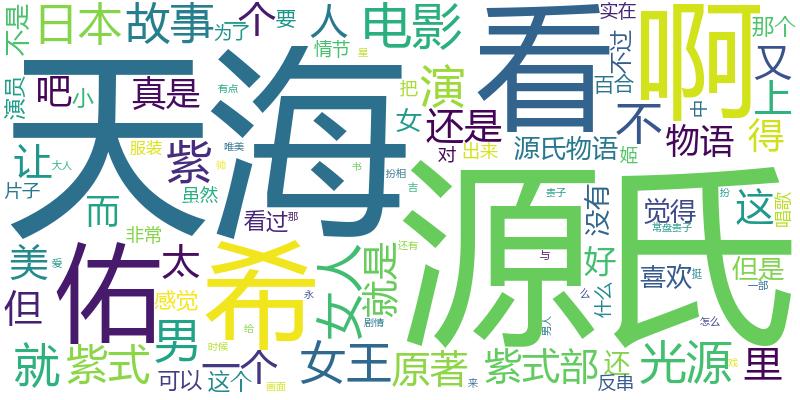 不是
日本
故事
为了
一个
要
人
情节
星
电影
看
啊
实在
不过
那个
又
演员
吧
小
真是
有点
天
海
把
演
还是
百合
不
中
上
让
紫
服装
唯美
女
对
出来
源氏物语
姬
物语
得
片子
大人
虽然
而
看过
那
书
扮相
吉
源
氏
贵子
没有
觉得
常盘贵子
扮
这
唱歌
美
爱
非常
但
佑
太
感觉
希
女人
就是
还有
与
好
什么
喜欢
挺
但是
永
剧情
男人
么
怎么
一部
就
紫式
男
时候
给
可以
这个
一个
画面
女王
原著
来
紫式部
还
反串
光源
戏
里